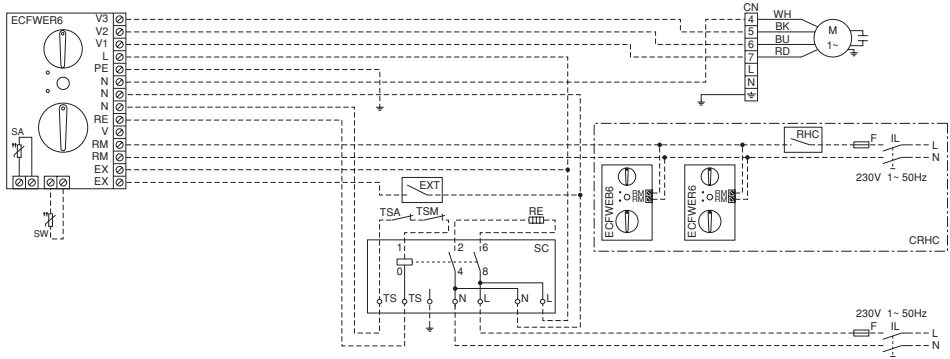 ECFWER6
V3
V2
V1
L
PE
N
N
N
RE
V
RM
RM
EX
EX
SA
SW
CN
4 WH
5 BK
6 BU
7 RD
L
N
M
1~
RHC
F IL
L
N
230V 1~ 50Hz
ECFWEB6
RM
RM
ECFWER6
RM
RM
CRHC
EXT
TSA TSM
RE
SC
1 2 6
0 4 8
TS TS N L N L
230V 1~ 50Hz
F IL
L
N